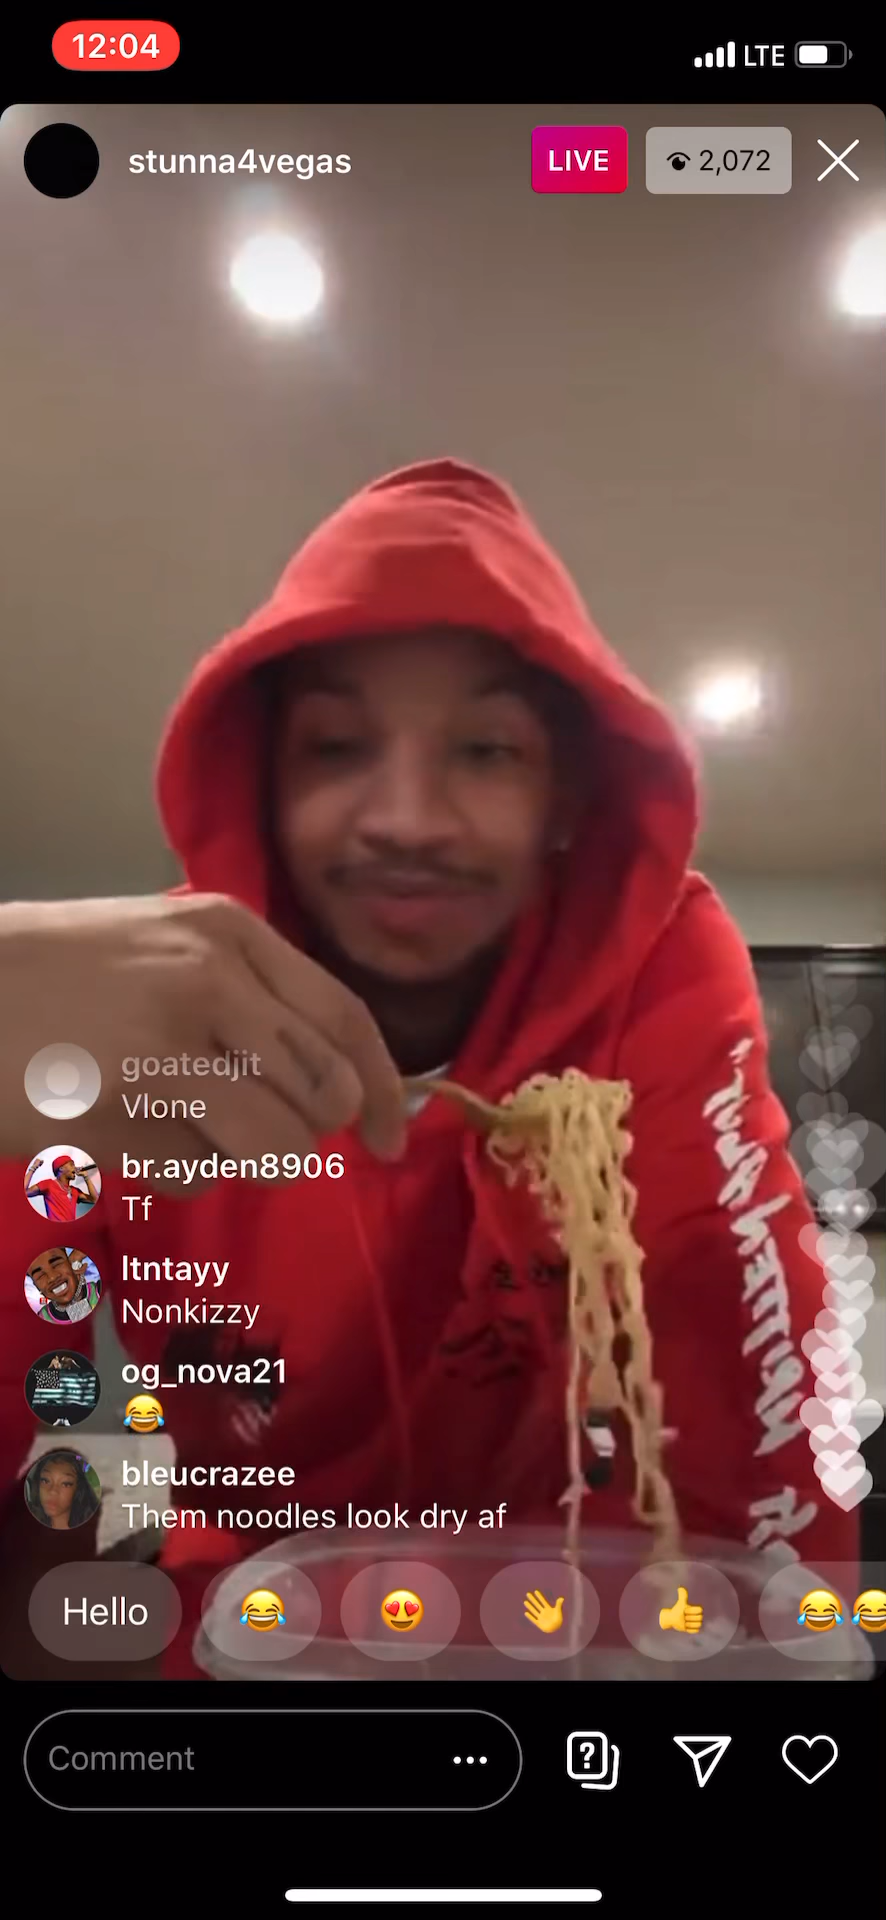 12:04
LTE
stunna4vegas
LIVE
2,072
goatedjit
Vlone
br.ayden8906
Tf
ltntayy
Nonkizzy
og_nova21
😂
bleucrazee
Them noodles look dry af
Hello
😂
😍
👋
👍
😂😂
Comment